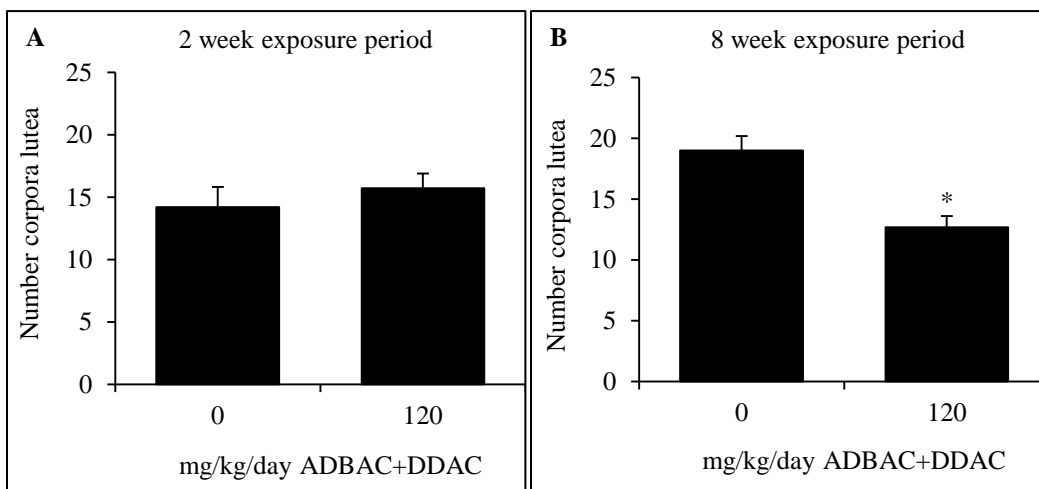 A 2 week exposure period
25
20
15
10
5
0
Number corpora lutea
0 120
mg/kg/day ADBAC+DDAC
B 8 week exposure period
25
20
15
10
5
0
Number corpora lutea
*
0 120
mg/kg/day ADBAC+DDAC